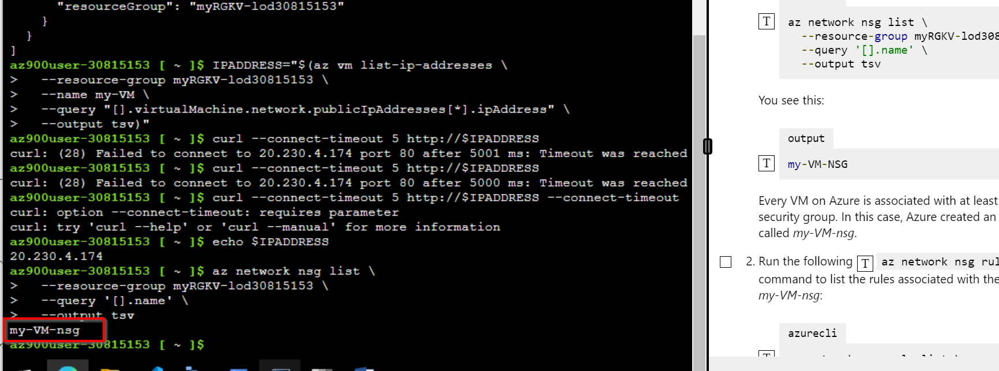 "resourceGroup": "myRGKV-lod30815153"
}
}
]
az900user-30815153 [ ~ ]$ IPADDRESS="$(az vm list-ip-addresses \
>   --resource-group myRGKV-lod30815153 \
>   --name my-VM \
>   --query "[].virtualMachine.network.publicIpAddresses[*].ipAddress" \
>   --output tsv)"
az900user-30815153 [ ~ ]$ curl --connect-timeout 5 http://$IPADDRESS
curl: (28) Failed to connect to 20.230.4.174 port 80 after 5001 ms: Timeout was reached
az900user-30815153 [ ~ ]$ curl --connect-timeout 5 http://$IPADDRESS
curl: (28) Failed to connect to 20.230.4.174 port 80 after 5000 ms: Timeout was reached
az900user-30815153 [ ~ ]$ curl --connect-timeout 5 http://$IPADDRESS --connect-timeout
curl: option --connect-timeout: requires parameter
curl: try 'curl --help' or 'curl --manual' for more information
az900user-30815153 [ ~ ]$ echo $IPADDRESS
20.230.4.174
az900user-30815153 [ ~ ]$ az network nsg list \
>   --resource-group myRGKV-lod30815153 \
>   --query '[].name' \
>   --output tsv
my-VM-nsg
az900user-30815153 [ ~ ]$
T
az network nsg list \
--resource-group myRGKV-lod308
--query '[].name' \
--output tsv
You see this:
output
T
my-VM-NSG
Every VM on Azure is associated with at least
security group. In this case, Azure created an
called my-VM-nsg.
2. Run the following T az network nsg rul
command to list the rules associated with the
my-VM-nsg:
azurecli